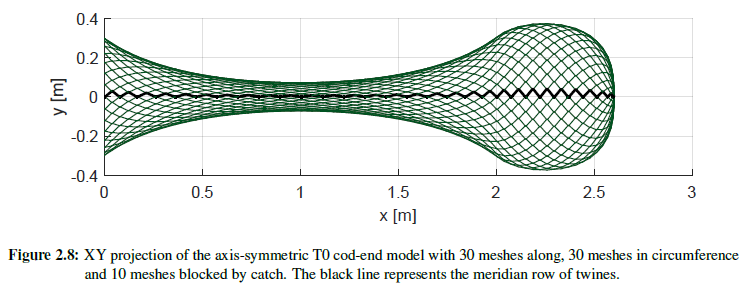 0.4
0.2
0
-0.2
-0.4
y [m]
0 0.5 1 1.5 2 2.5 3
x [m]
Figure 2.8: XY projection of the axis-symmetric T0 cod-end model with 30 meshes along, 30 meshes in circumference
and 10 meshes blocked by catch. The black line represents the meridian row of twines.